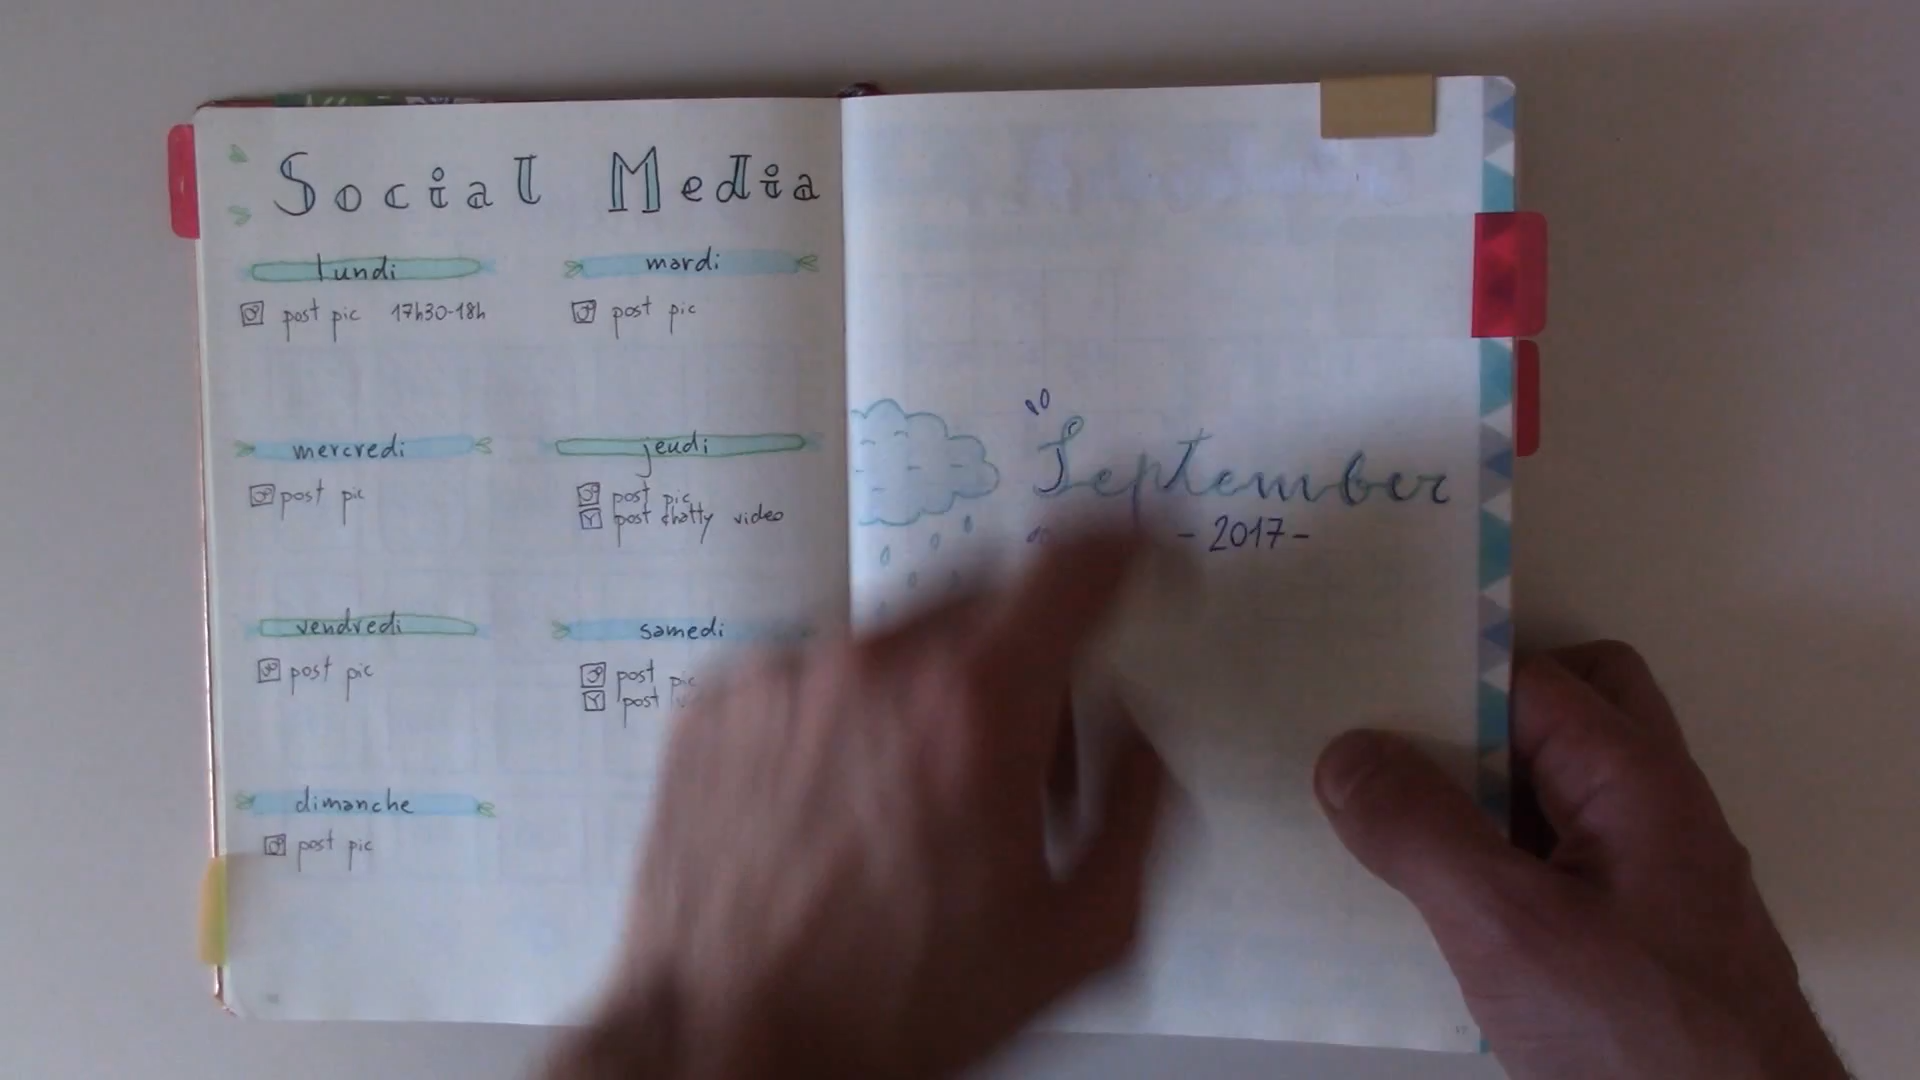 Social Media
lundi
post pic 17h30-18h
mardi
post pic
mercredi
post pic
jeudi
post pic
Y post chatty video
vendredi
post pic
samedi
post pic
Y post
dimanche
post pic
September
-2017-